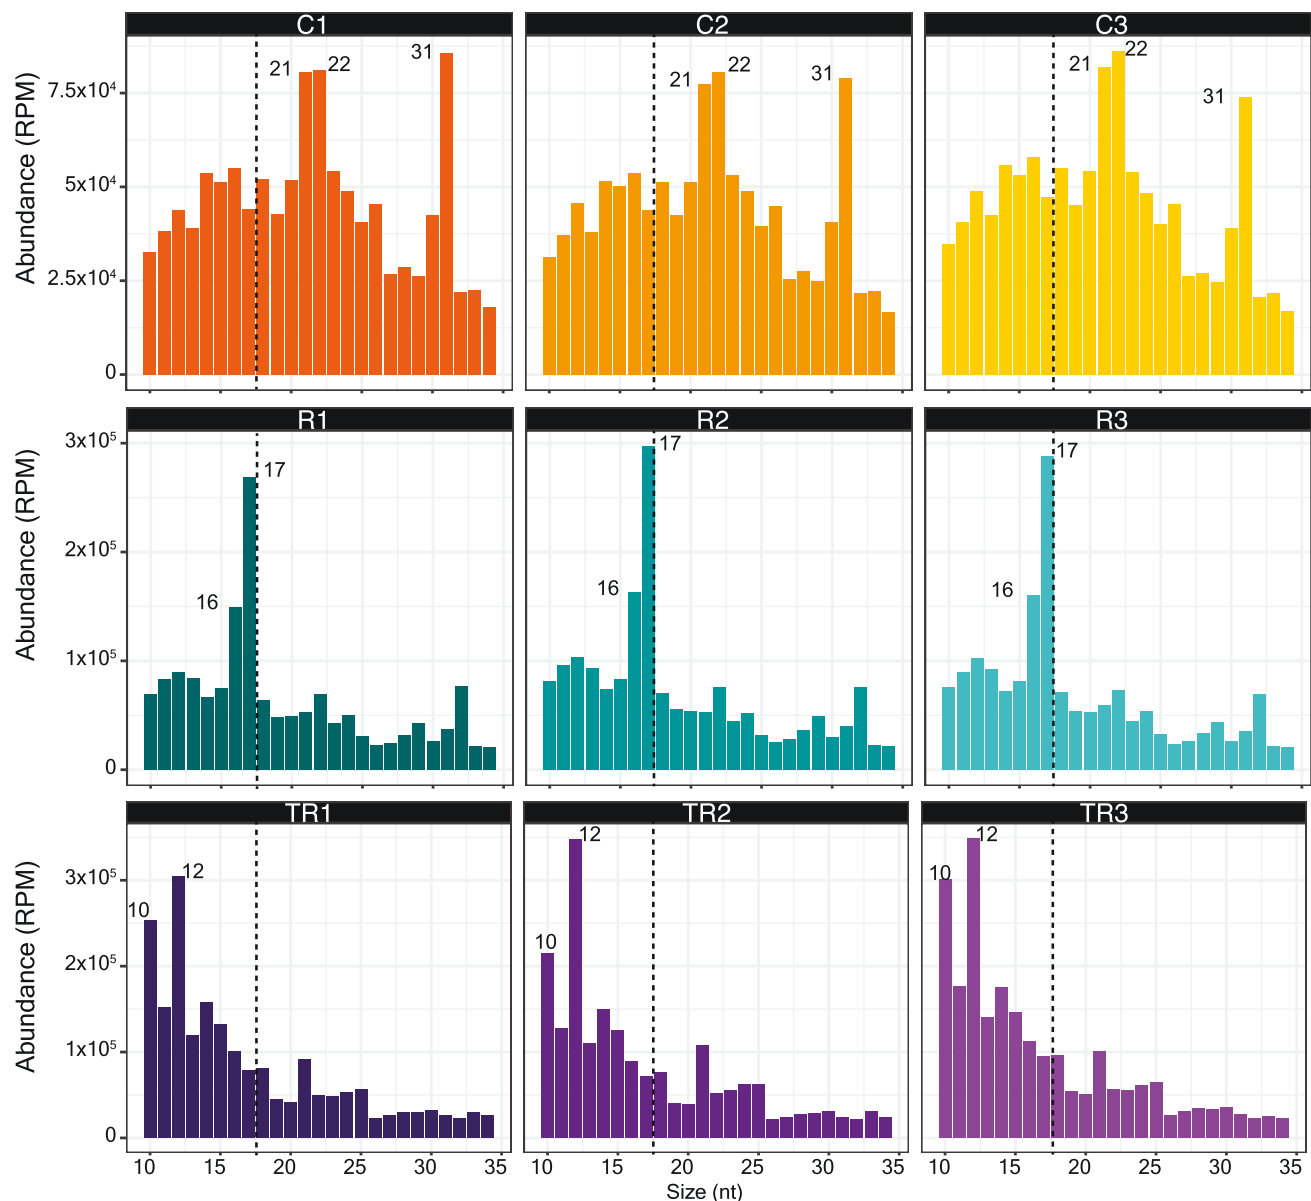 C1 C2 C3
Abundance (RPM)
7.5x10⁴
5x10⁴
2.5x10⁴
0
21 22 31
21 22 31
21 22 31
R1 R2 R3
Abundance (RPM)
3x10⁵
2x10⁵
1x10⁵
0
16 17
16 17
16 17
TR1 TR2 TR3
Abundance (RPM)
3x10⁵
2x10⁵
1x10⁵
0
10 12
10 12
10 12
10 15 20 25 30 35 10 15 20 25 30 35 10 15 20 25 30 35
Size (nt)